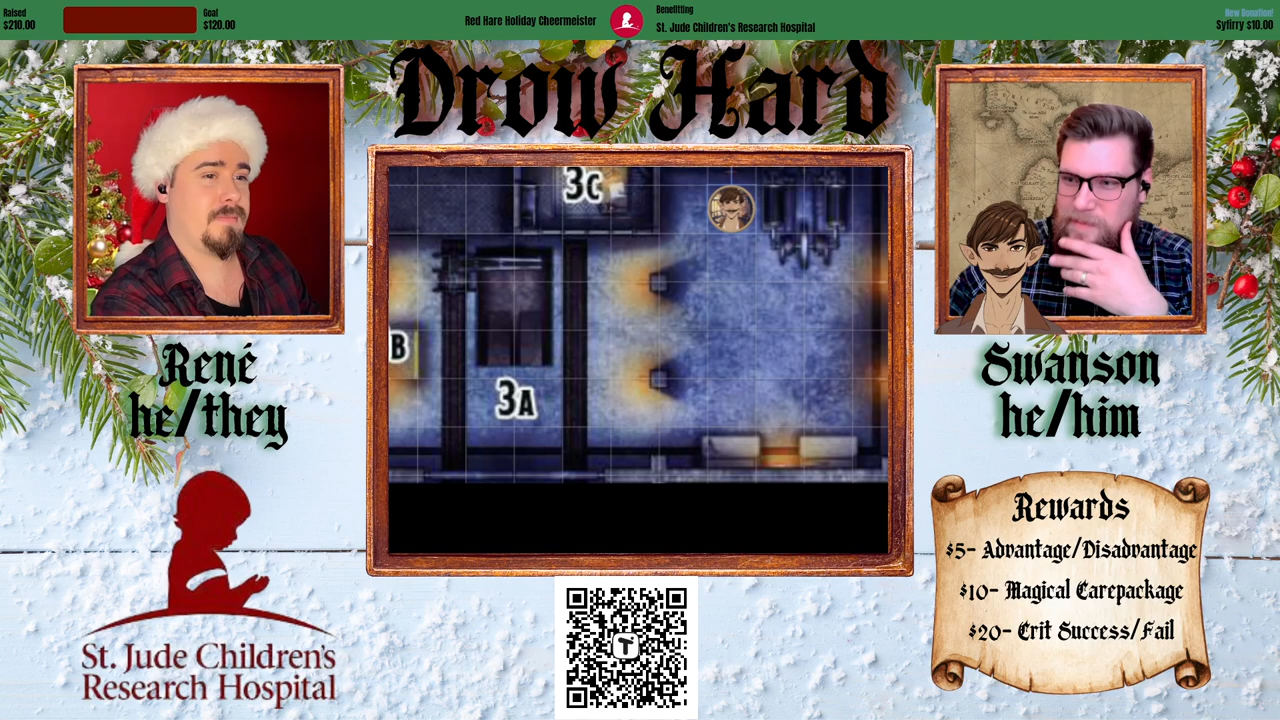 Raised
$210.00
Goal
$120.00
Red Hare Holiday Cheermeister
Benefitting
St. Jude Children's Research Hospital
New Donation!
Syfirry $10.00
Drow Hard
3C
B
3A
René
he/they
Swanson
he/him
St. Jude Children's
Research Hospital
T
Rewards
$5- Advantage/Disadvantage
$10- Magical Carepackage
$20- Crit Success/Fail